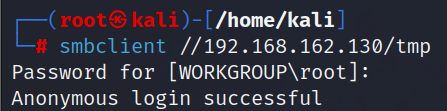 ┌──(root㉿kali)-[/home/kali]
└─# smbclient //192.168.162.130/tmp
Password for [WORKGROUP\root]:
Anonymous login successful